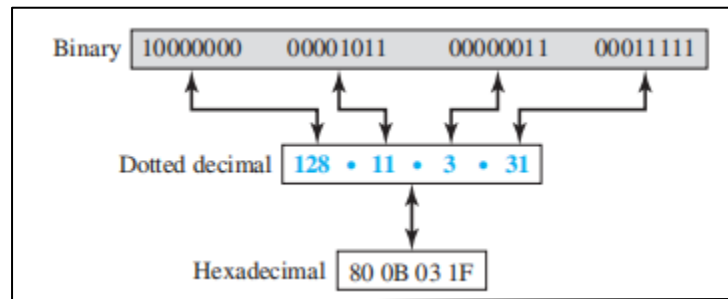 Binary 10000000 00001011 00000011 00011111
Dotted decimal 128 • 11 • 3 • 31
Hexadecimal 80 0B 03 1F